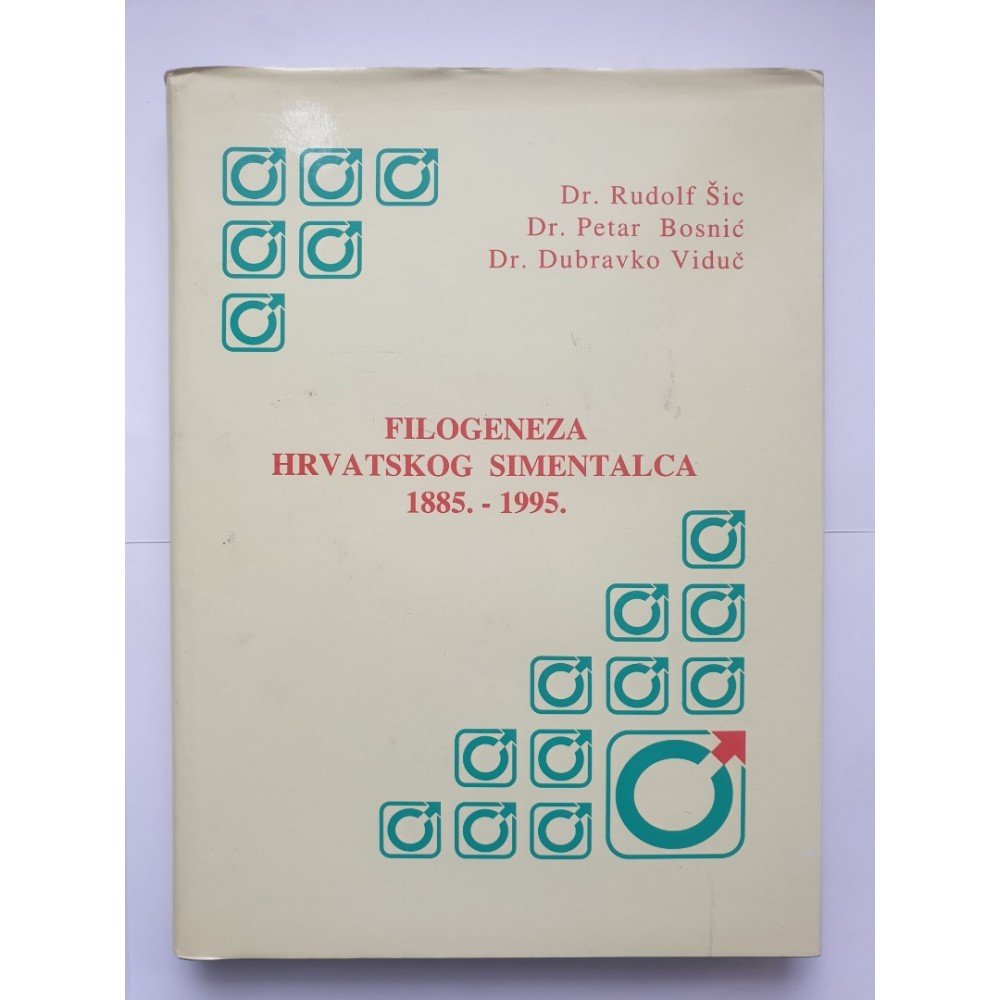 Dr. Rudolf Šic
Dr. Petar Bosnić
Dr. Dubravko Viduč
FILOGENEZA
HRVATSKOG SIMENTALCA
1885. - 1995.